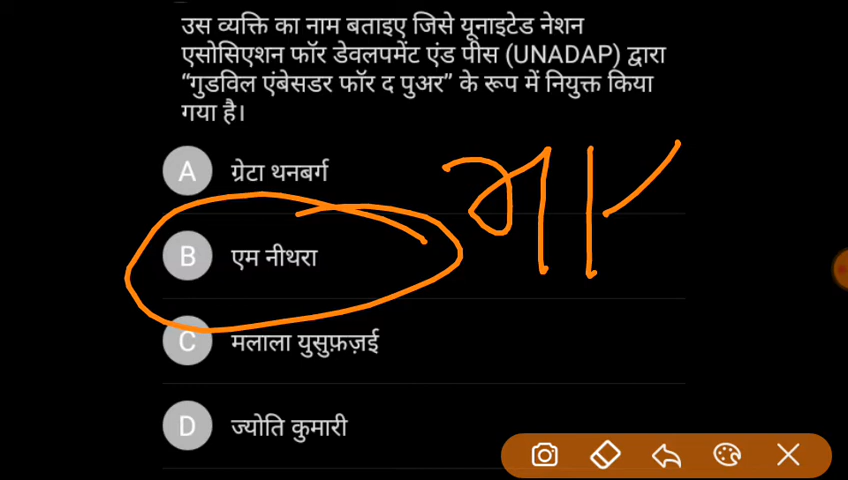 उस व्यक्ति का नाम बताइए जिसे यूनाइटेड नेशन
एसोसिएशन फॉर डेवलपमेंट एंड पीस (UNADAP) द्वारा
“गुडविल एंबेसडर फॉर द पुअर” के रूप में नियुक्त किया
गया है।
A ग्रेटा थनबर्ग
B एम नीथरा
C मलाला युसुफ़ज़ई
D ज्योति कुमारी